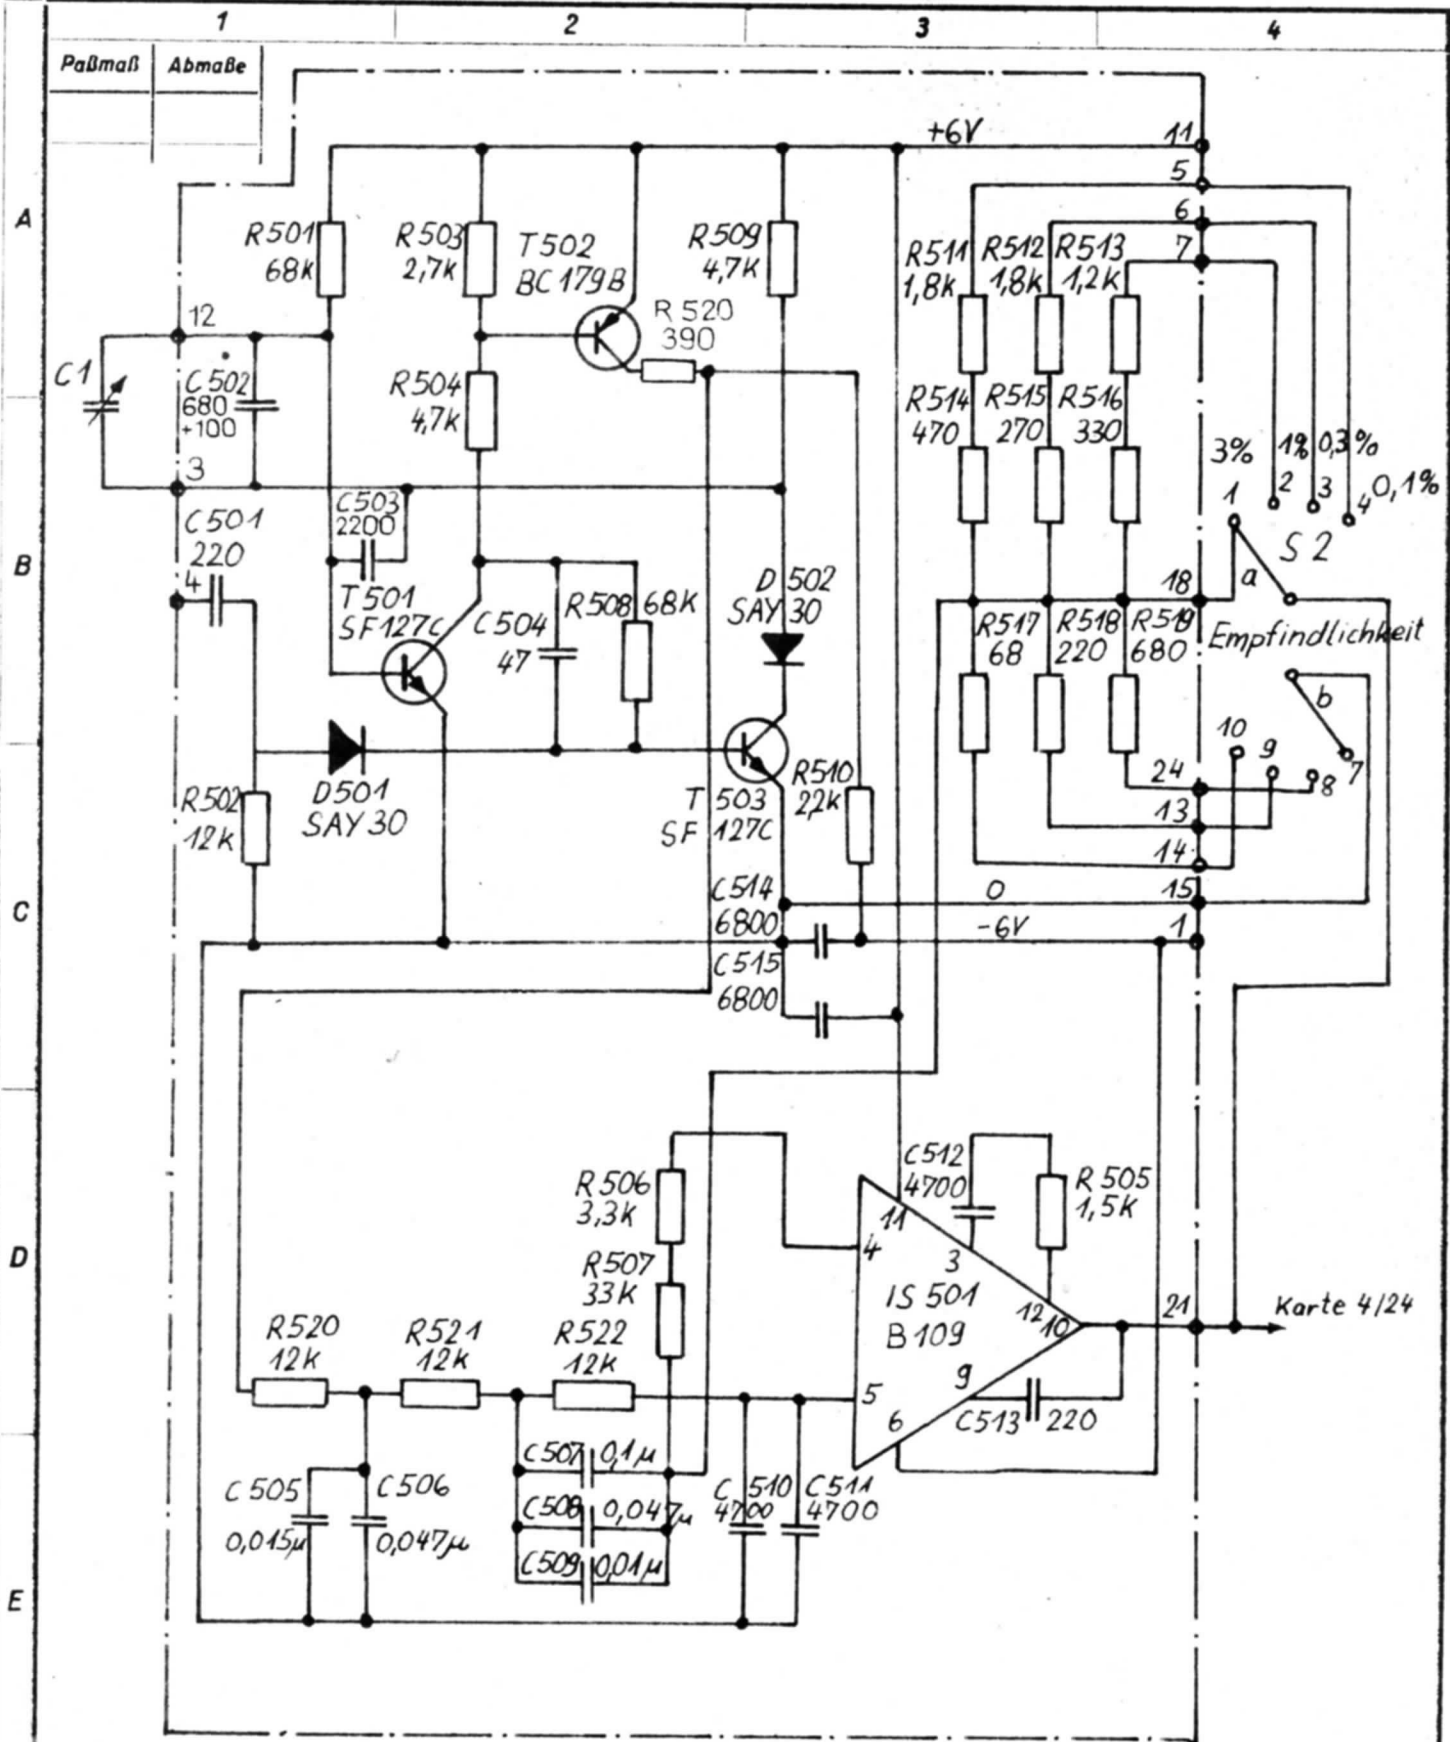 1 2 3 4
Paßmaß Abmaße
A
B
C
D
E
+6V
11
5
6
7
R501
68k
R503
2,7k
T502
BC179B
R509
4,7k
R511
1,8k
R512
1,8k
R513
1,2k
12
R520
390
C1
C502
680
+100
R504
4,7k
R514
470
R515
270
R516
330
3% 1% 0,3% 0,1%
1 2 3 4
S2
3
C503
2200
C501
220
4
T501
SF127C
C504
47
R508 68k
D502
SAY30
18
a
R517
68
R518
220
R519
680
Empfindlichkeit
b
10
9
8
7
R502
12k
D501
SAY30
T503
SF127C
R510
22k
24
13
14
C514
6800
0
15
-6V
1
C515
6800
R506
3,3k
C512
4700
R505
1,5k
11
4
3
R507
33k
IS 501
B109
12
10
21
Karte 4/24
R520
12k
R521
12k
R522
12k
5
9
6
C513 220
C505
0,015µ
C506
0,047µ
C507 0,1µ
C508 0,047µ
C509 0,01µ
C510
4700
C511
4700